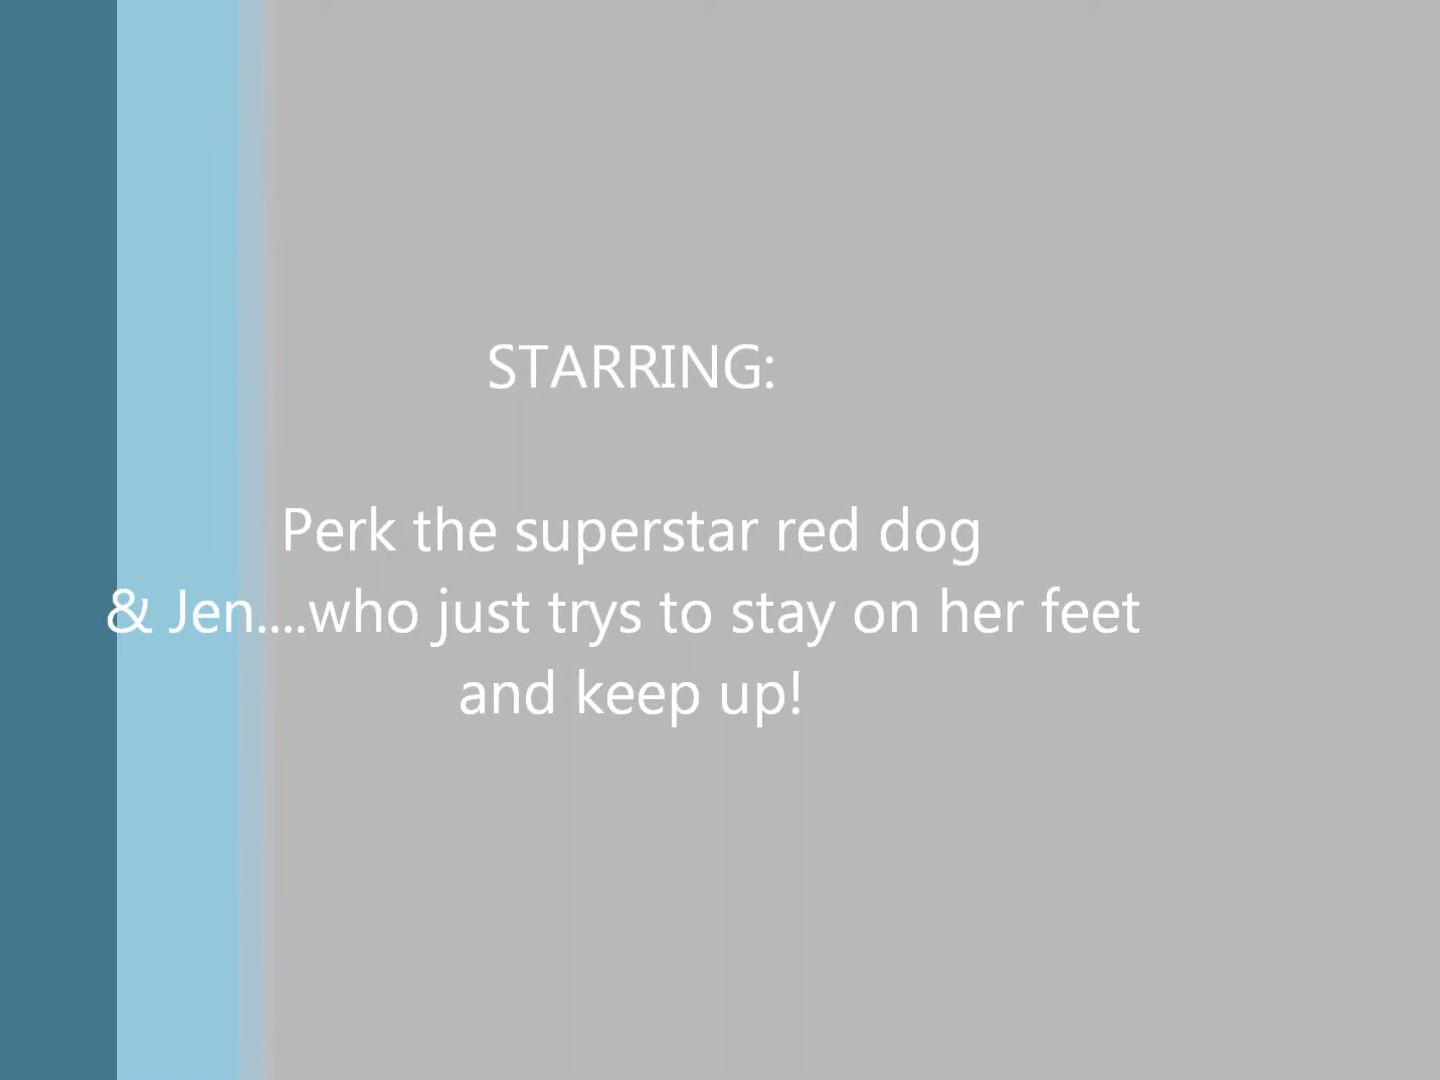 STARRING:
Perk the superstar red dog
& Jen....who just trys to stay on her feet
and keep up!